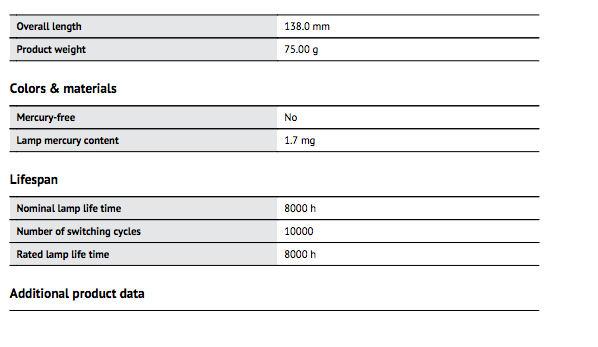 Overall length 138.0 mm
Product weight 75.00 g
Colors & materials
Mercury-free No
Lamp mercury content 1.7 mg
Lifespan
Nominal lamp life time 8000 h
Number of switching cycles 10000
Rated lamp life time 8000 h
Additional product data